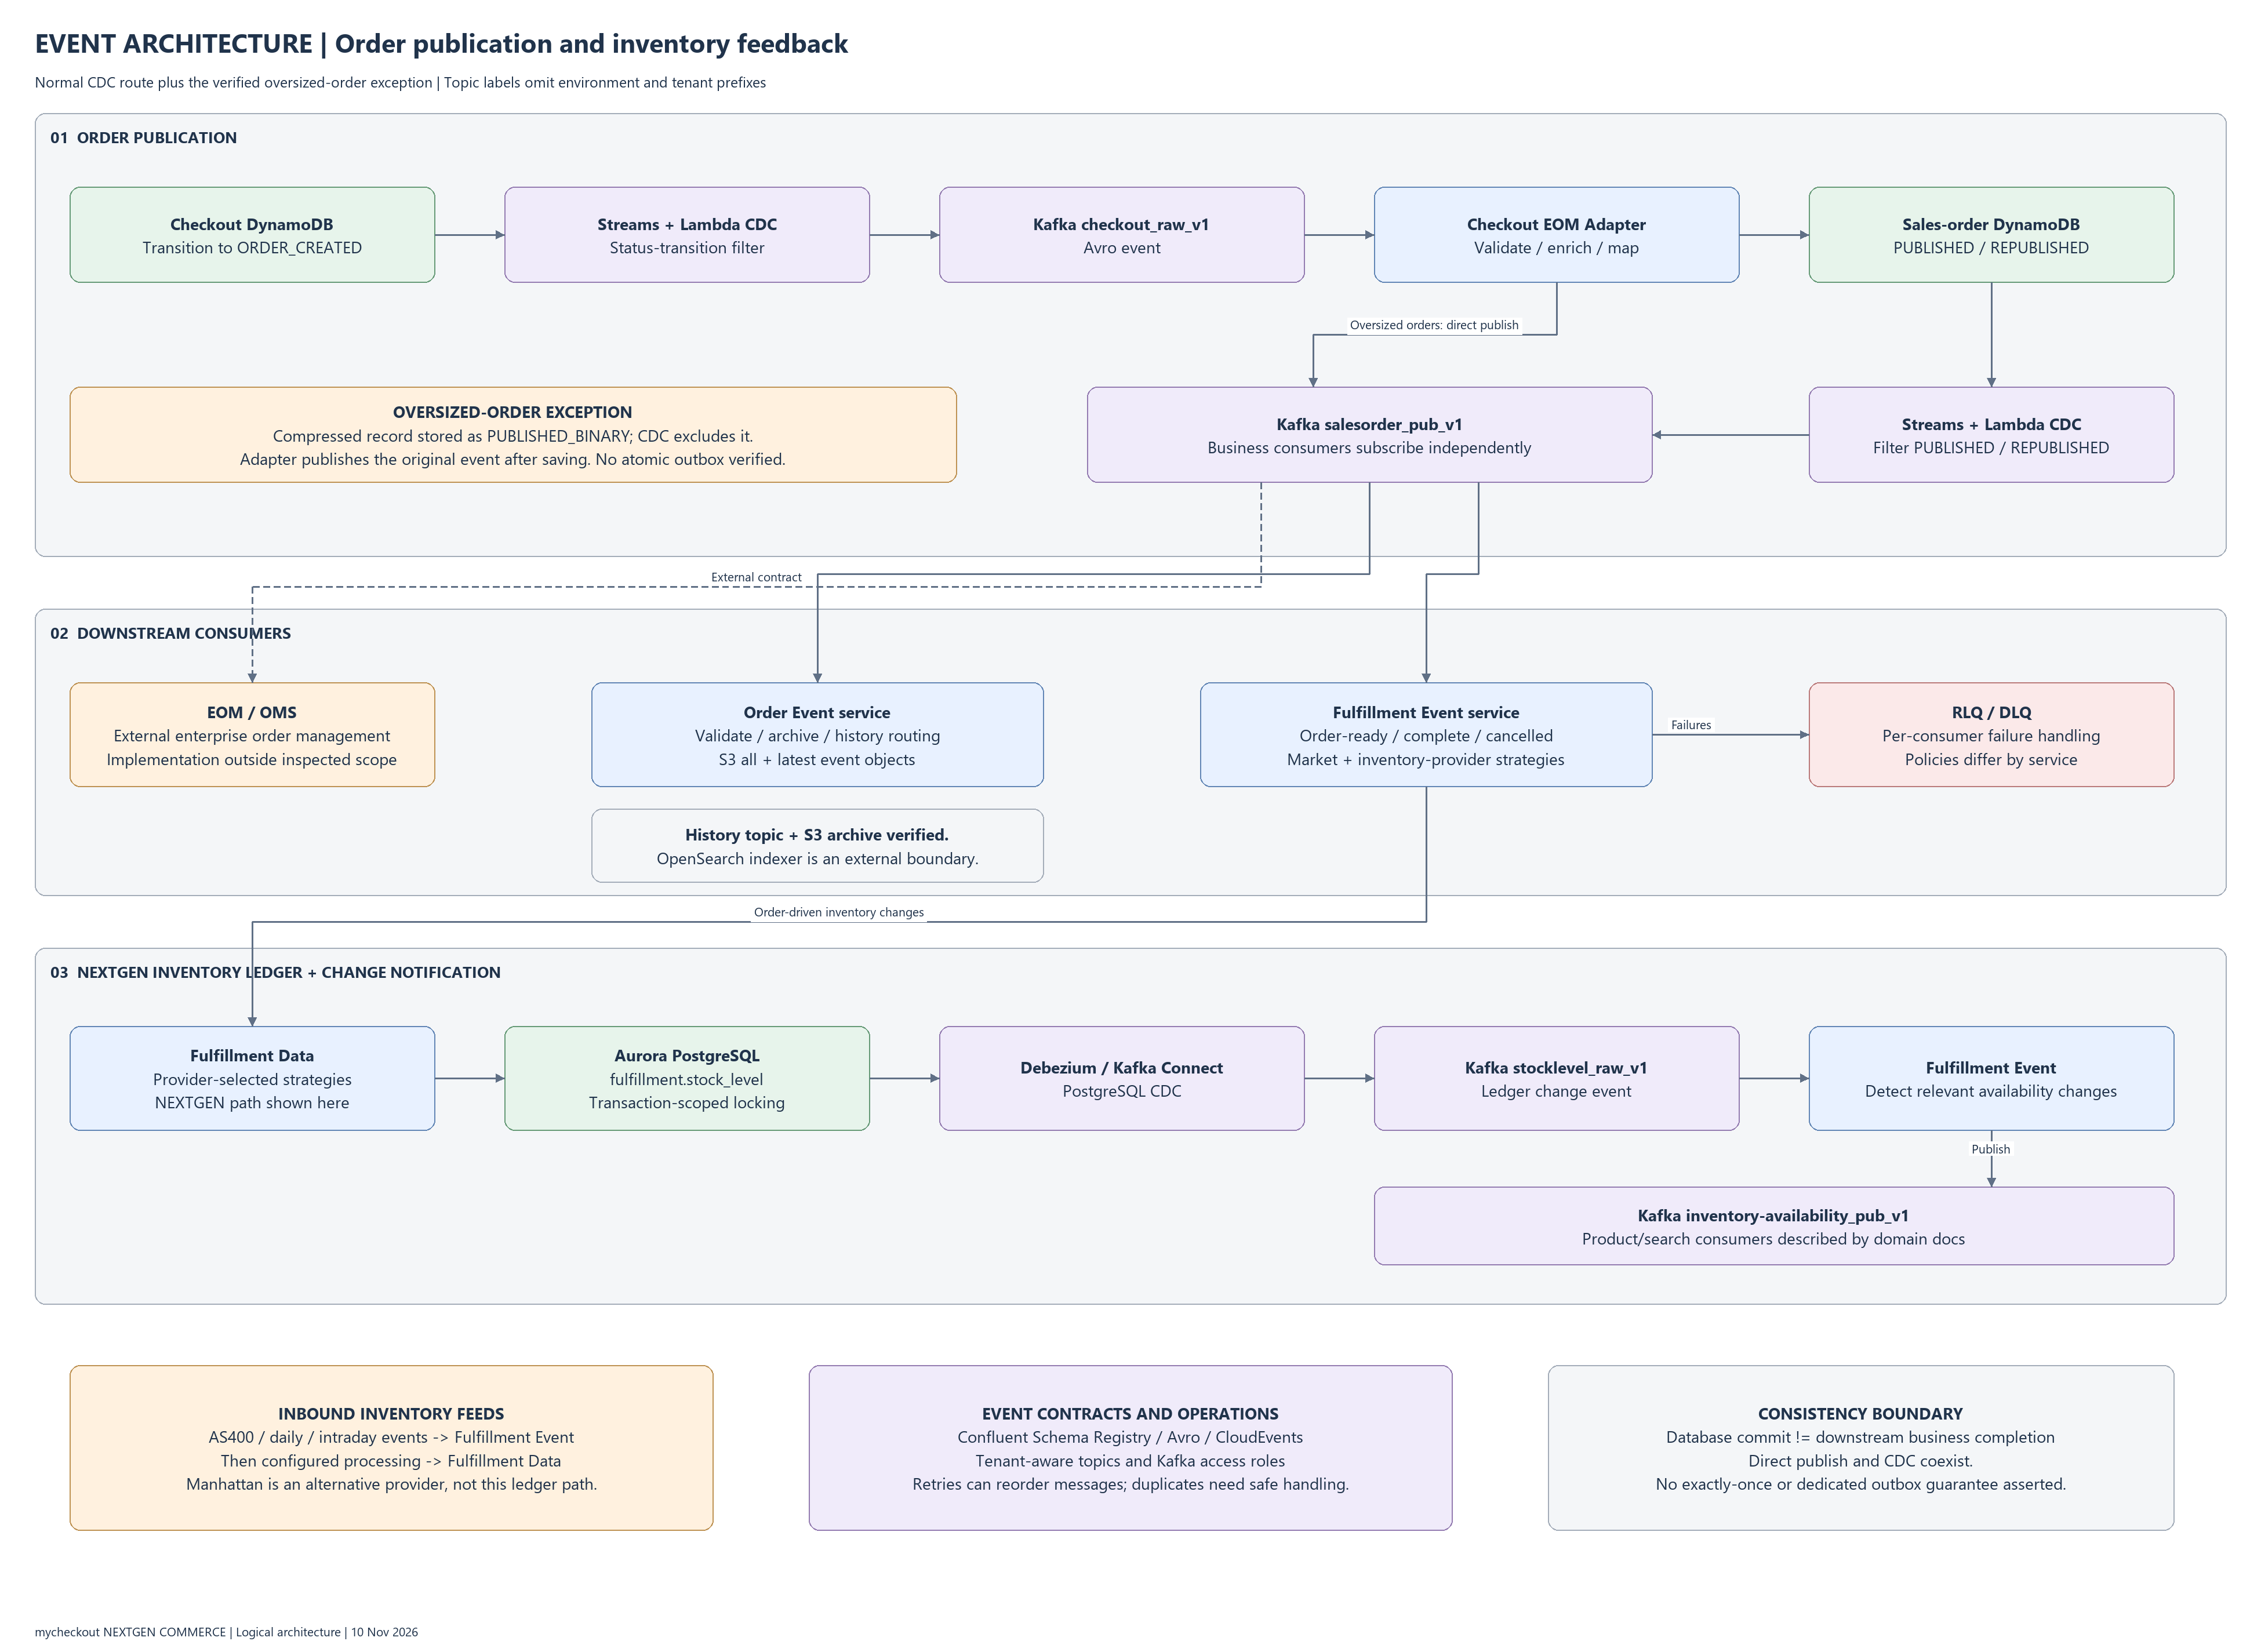 EVENT ARCHITECTURE | Order publication and inventory feedback
Normal CDC route plus the verified oversized-order exception | Topic labels omit environment and tenant prefixes
01 ORDER PUBLICATION
Checkout DynamoDB
Transition to ORDER_CREATED
Streams + Lambda CDC
Status-transition filter
Kafka checkout_raw_v1
Avro event
Checkout EOM Adapter
Validate / enrich / map
Sales-order DynamoDB
PUBLISHED / REPUBLISHED
Oversized orders: direct publish
OVERSIZED-ORDER EXCEPTION
Compressed record stored as PUBLISHED_BINARY; CDC excludes it.
Adapter publishes the original event after saving. No atomic outbox verified.
Kafka salesorder_pub_v1
Business consumers subscribe independently
Streams + Lambda CDC
Filter PUBLISHED / REPUBLISHED
External contract
02 DOWNSTREAM CONSUMERS
EOM / OMS
External enterprise order management
Implementation outside inspected scope
Order Event service
Validate / archive / history routing
S3 all + latest event objects
Fulfillment Event service
Order-ready / complete / cancelled
Market + inventory-provider strategies
Failures
RLQ / DLQ
Per-consumer failure handling
Policies differ by service
History topic + S3 archive verified.
OpenSearch indexer is an external boundary.
Order-driven inventory changes
03 NEXTGEN INVENTORY LEDGER + CHANGE NOTIFICATION
Fulfillment Data
Provider-selected strategies
NEXTGEN path shown here
Aurora PostgreSQL
fulfillment.stock_level
Transaction-scoped locking
Debezium / Kafka Connect
PostgreSQL CDC
Kafka stocklevel_raw_v1
Ledger change event
Fulfillment Event
Detect relevant availability changes
Publish
Kafka inventory-availability_pub_v1
Product/search consumers described by domain docs
INBOUND INVENTORY FEEDS
AS400 / daily / intraday events -> Fulfillment Event
Then configured processing -> Fulfillment Data
Manhattan is an alternative provider, not this ledger path.
EVENT CONTRACTS AND OPERATIONS
Confluent Schema Registry / Avro / CloudEvents
Tenant-aware topics and Kafka access roles
Retries can reorder messages; duplicates need safe handling.
CONSISTENCY BOUNDARY
Database commit != downstream business completion
Direct publish and CDC coexist.
No exactly-once or dedicated outbox guarantee asserted.
mycheckout NEXTGEN COMMERCE | Logical architecture | 10 Nov 2026